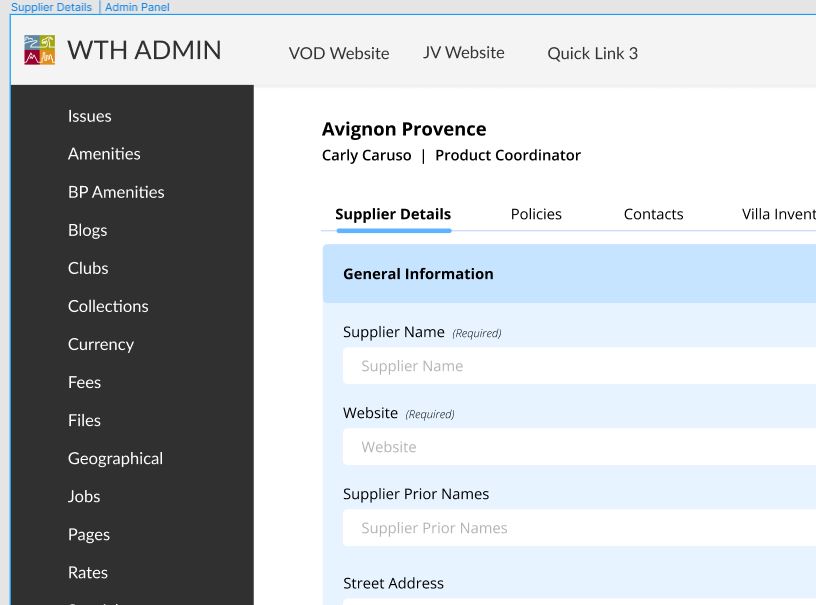 Supplier Details | Admin Panel
WTH ADMIN
VOD Website
JV Website
Quick Link 3
Issues
Amenities
BP Amenities
Blogs
Clubs
Collections
Currency
Fees
Files
Geographical
Jobs
Pages
Rates
Avignon Provence
Carly Caruso | Product Coordinator
Supplier Details
Policies
Contacts
Villa Invent
General Information
Supplier Name (Required)
Supplier Name
Website (Required)
Website
Supplier Prior Names
Supplier Prior Names
Street Address